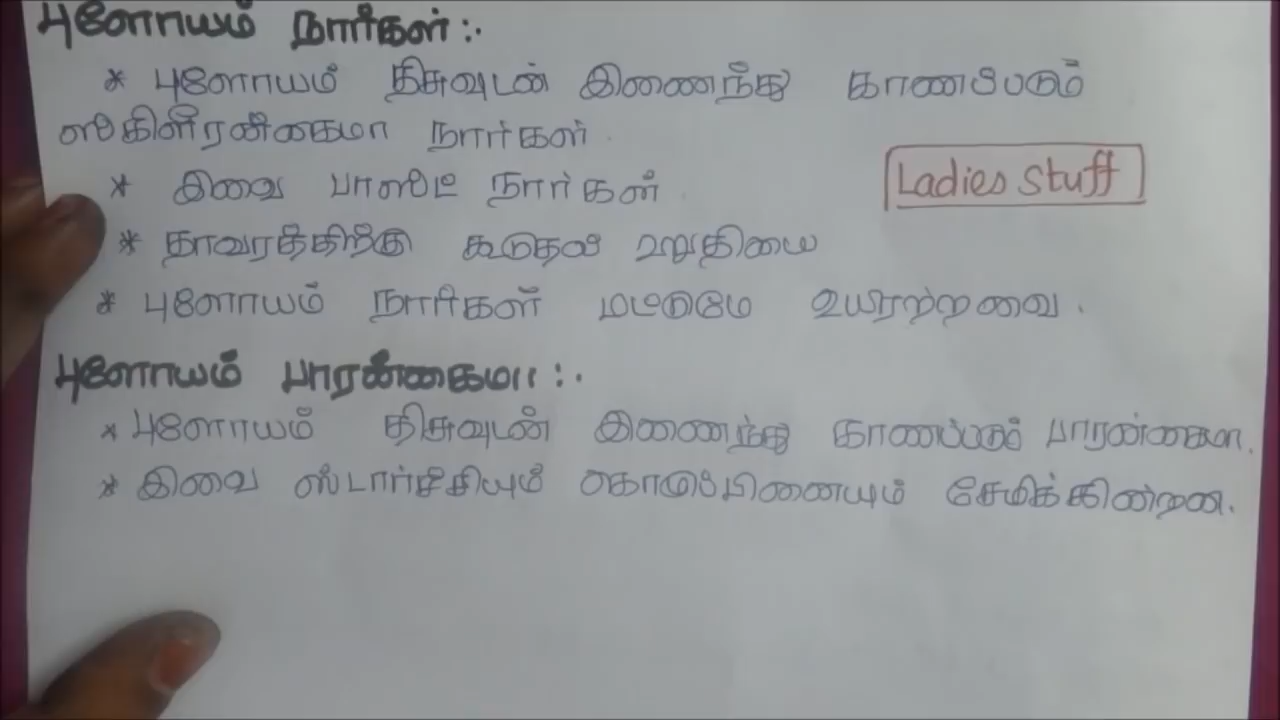 புளோயம் நார்கள் :-
* புளோயம் திசுவுடன் இணைந்து காணப்படும்
ஸ்கிளீரன்கைமா நார்கள்.
Ladies Stuff
* இவை பாஸ்ட் நார்கள்
* தாவரத்திற்கு கூடுதல் உறுதிமை
* புளோயம் நார்கள் மட்டுமே உயிரற்றவை.
புளோயம் பாரன்கைமா :-
* புளோயம் திசுவுடன் இணைந்து காணப்படும் பாரன்கைமா.
* இவை ஸ்டார்ச்சியும் கொழுப்பிணையும் சேமிக்கின்றன.